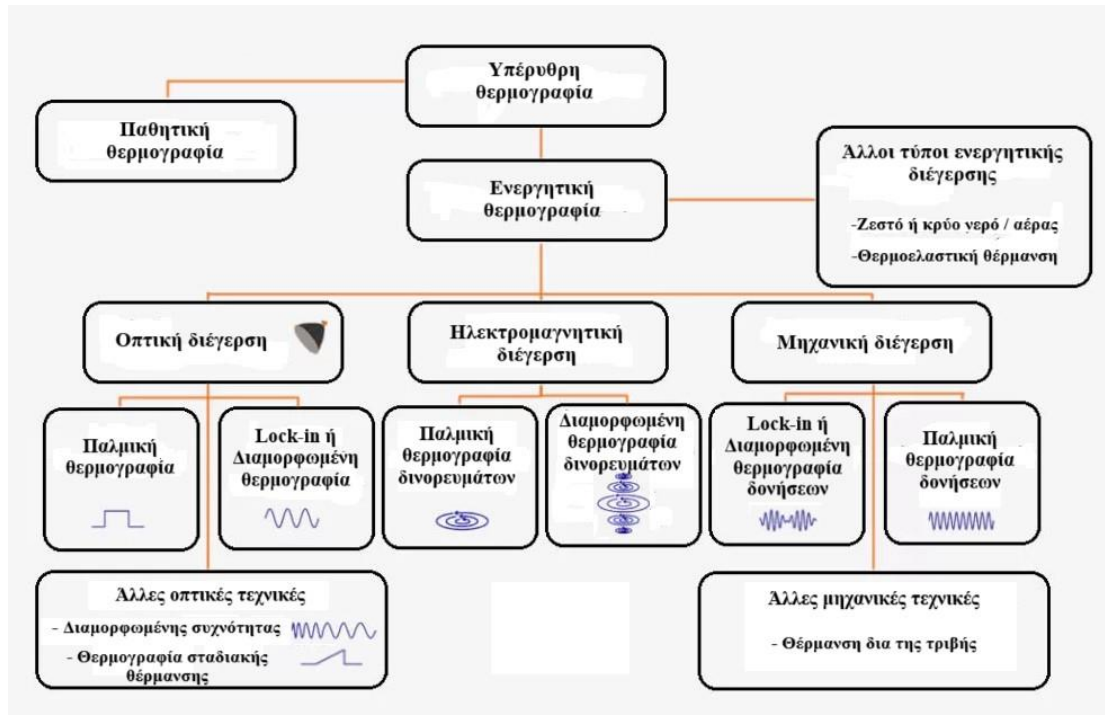 Υπέρυθρη
θερμογραφία
Παθητική
θερμογραφία
Ενεργητική
θερμογραφία
Άλλοι τύποι ενεργητικής
διέγερσης
-Ζεστό ή κρύο νερό / αέρας
-Θερμοελαστική θέρμανση
Οπτική διέγερση
Ηλεκτρομαγνητική
διέγερση
Μηχανική διέγερση
Παλμική
θερμογραφία
Lock-in ή
Διαμορφωμένη
θερμογραφία
Παλμική
θερμογραφία
δινορευμάτων
Διαμορφωμένη
θερμογραφία
δινορευμάτων
Lock-in ή
Διαμορφωμένη
θερμογραφία
δονήσεων
Παλμική
θερμογραφία
δονήσεων
Άλλες οπτικές τεχνικές
- Διαμορφωμένης συχνότητας
- Θερμογραφία σταδιακής
θέρμανσης
Άλλες μηχανικές τεχνικές
- Θέρμανση δια της τριβής